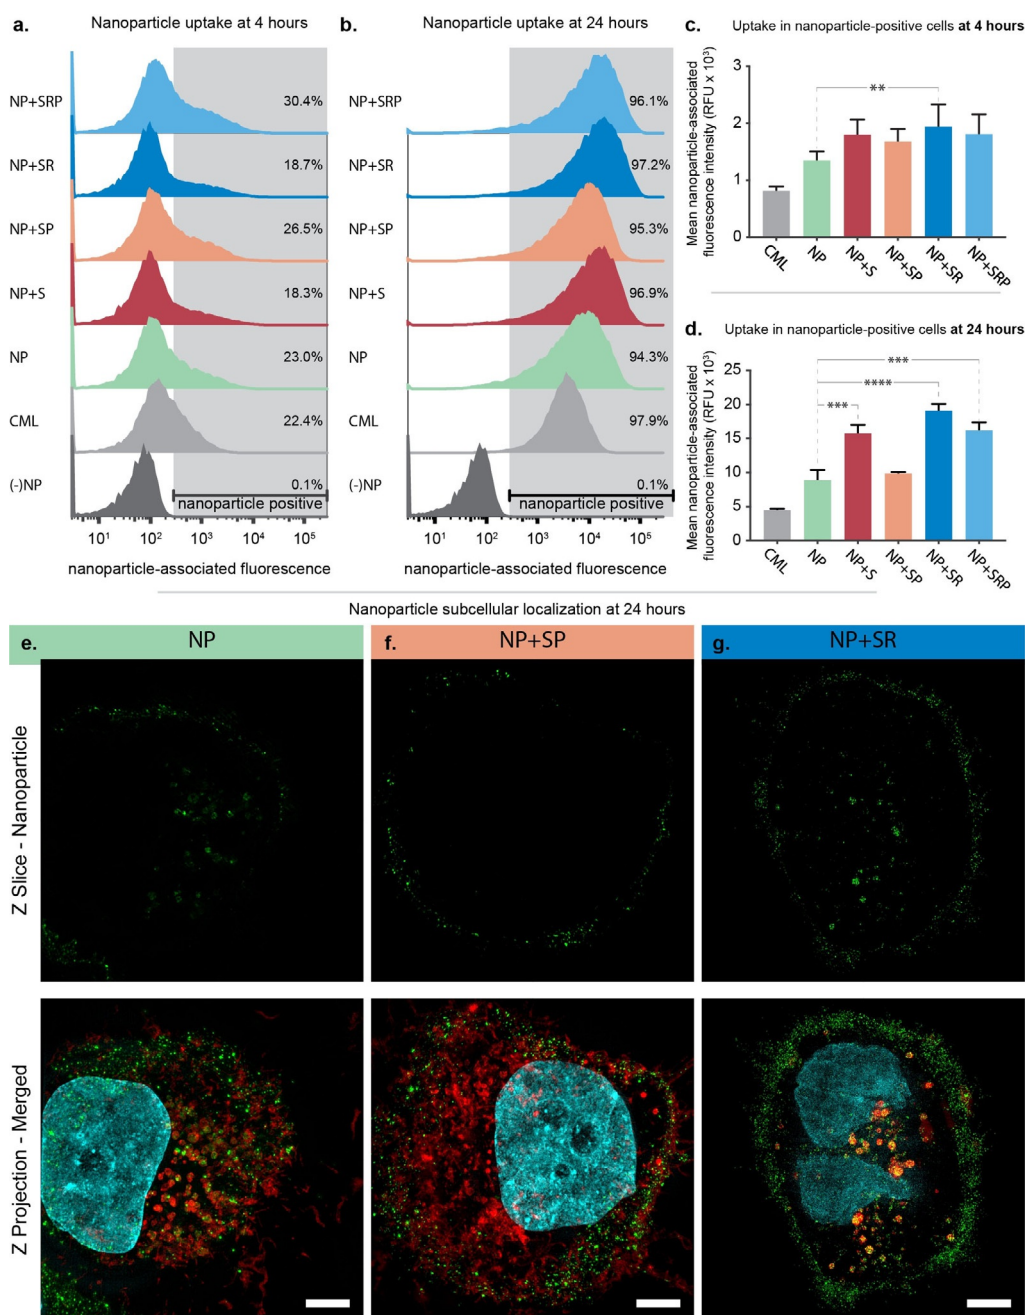 a.
Nanoparticle uptake at 4 hours
NP+SRP
30.4%
NP+SR
18.7%
NP+SP
26.5%
NP+S
18.3%
NP
23.0%
CML
22.4%
(-)NP
0.1%
nanoparticle positive
10¹ 10² 10³ 10⁴ 10⁵
nanoparticle-associated fluorescence
b.
Nanoparticle uptake at 24 hours
NP+SRP
96.1%
NP+SR
97.2%
NP+SP
95.3%
NP+S
96.9%
NP
94.3%
CML
97.9%
(-)NP
0.1%
nanoparticle positive
10¹ 10² 10³ 10⁴ 10⁵
nanoparticle-associated fluorescence
c.
Uptake in nanoparticle-positive cells at 4 hours
Mean nanoparticle-associated
fluorescence intensity (RFU x 10³)
3
2
1
0
**
CML NP NP+S NP+SP NP+SR NP+SRP
d.
Uptake in nanoparticle-positive cells at 24 hours
Mean nanoparticle-associated
fluorescence intensity (RFU x 10³)
25
20
15
10
5
0
***
****
***
CML NP NP+S NP+SP NP+SR NP+SRP
Nanoparticle subcellular localization at 24 hours
e.
NP
f.
NP+SP
g.
NP+SR
Z Slice - Nanoparticle
Z Projection - Merged